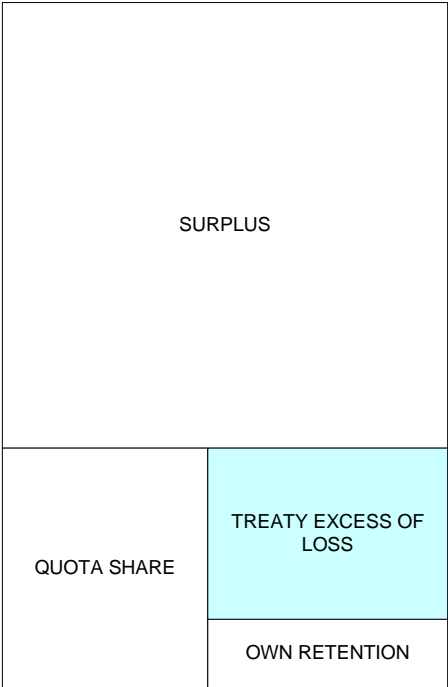 SURPLUS
TREATY EXCESS OF
LOSS
QUOTA SHARE
OWN RETENTION